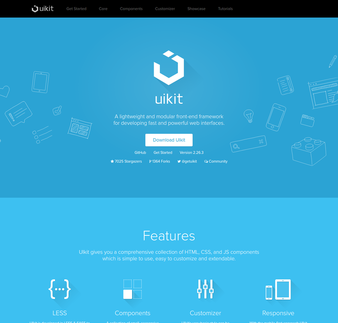 uikit
Get Started Core Components Customizer Showcase Tutorials
uikit
A lightweight and modular front-end framework
for developing fast and powerful web interfaces.
Download UIkit
GitHub Get Started Version 2.26.3
Stargazers Forks @getuikit Community
Features
UIkit gives you a comprehensive collection of HTML, CSS, and JS components
which is simple to use, easy to customize and extendable.
LESS Components Customizer Responsive